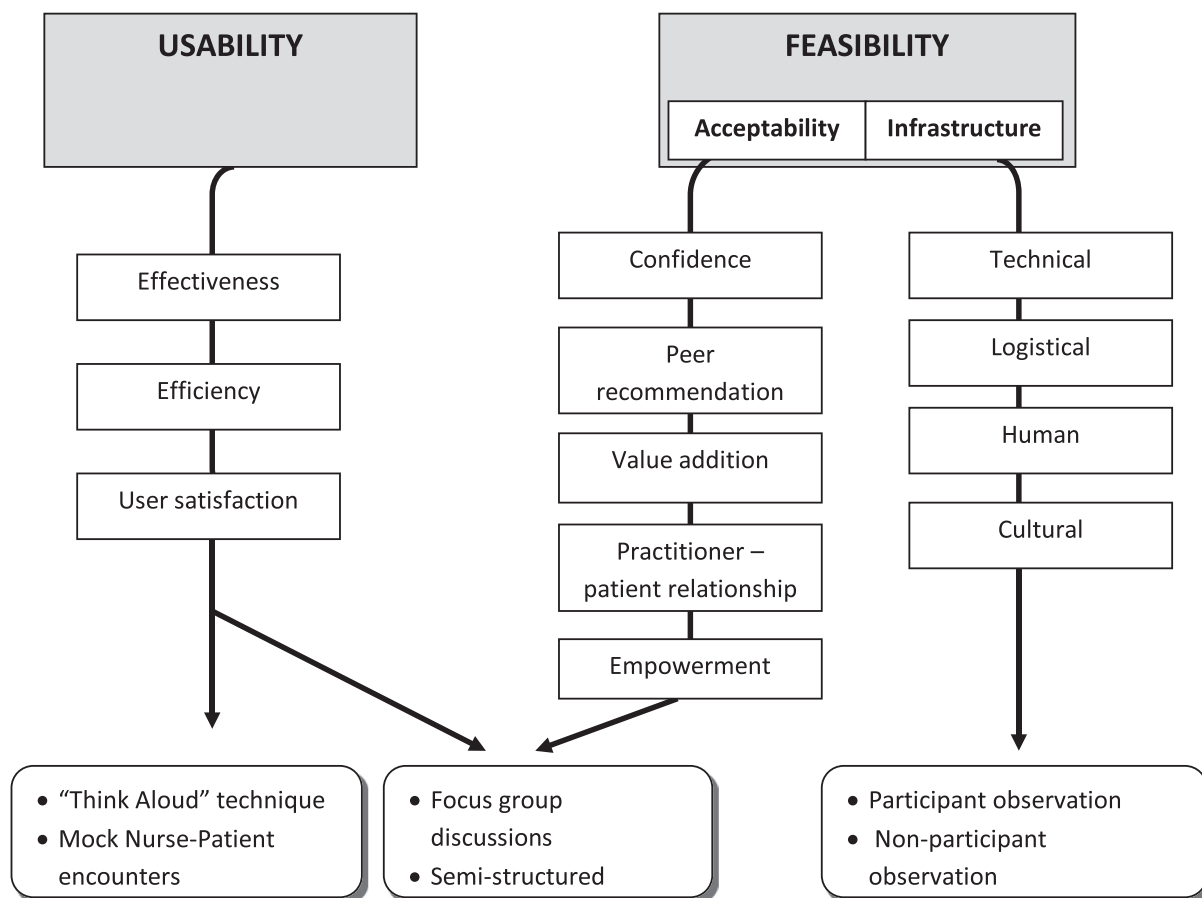 USABILITY
Effectiveness
Efficiency
User satisfaction
FEASIBILITY
Acceptability
Infrastructure
Confidence
Peer
recommendation
Value addition
Practitioner –
patient relationship
Empowerment
Technical
Logistical
Human
Cultural
• “Think Aloud” technique
• Mock Nurse-Patient
encounters
• Focus group
discussions
• Semi-structured
• Participant observation
• Non-participant
observation